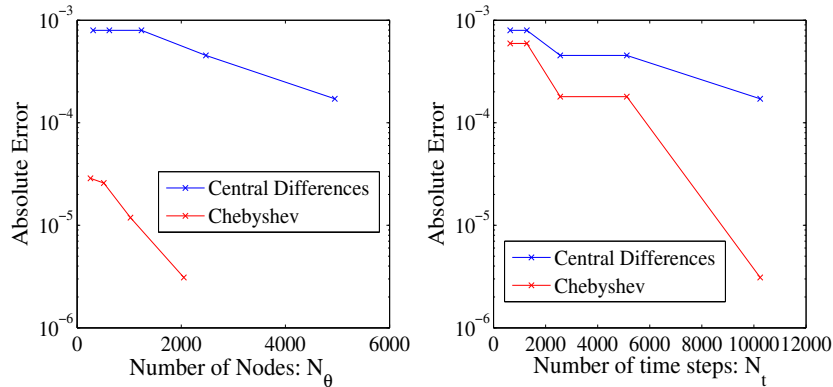 10^-3
10^-4
10^-5
10^-6
Absolute Error
Central Differences
Chebyshev
0 2000 4000 6000
Number of Nodes: N_θ
10^-3
10^-4
10^-5
10^-6
Absolute Error
Central Differences
Chebyshev
0 2000 4000 6000 8000 10000 12000
Number of time steps: N_t